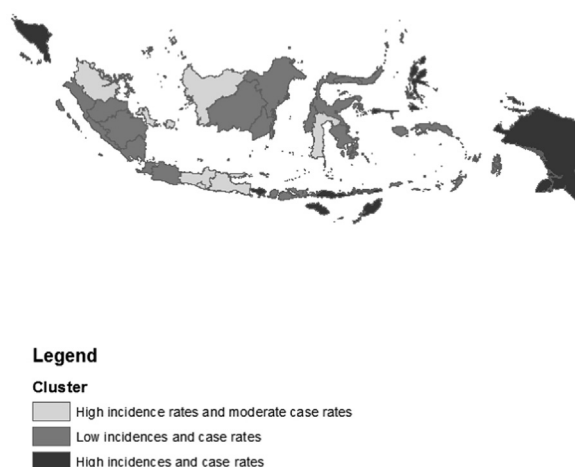 Legend
Cluster
High incidence rates and moderate case rates
Low incidences and case rates
High incidences and case rates